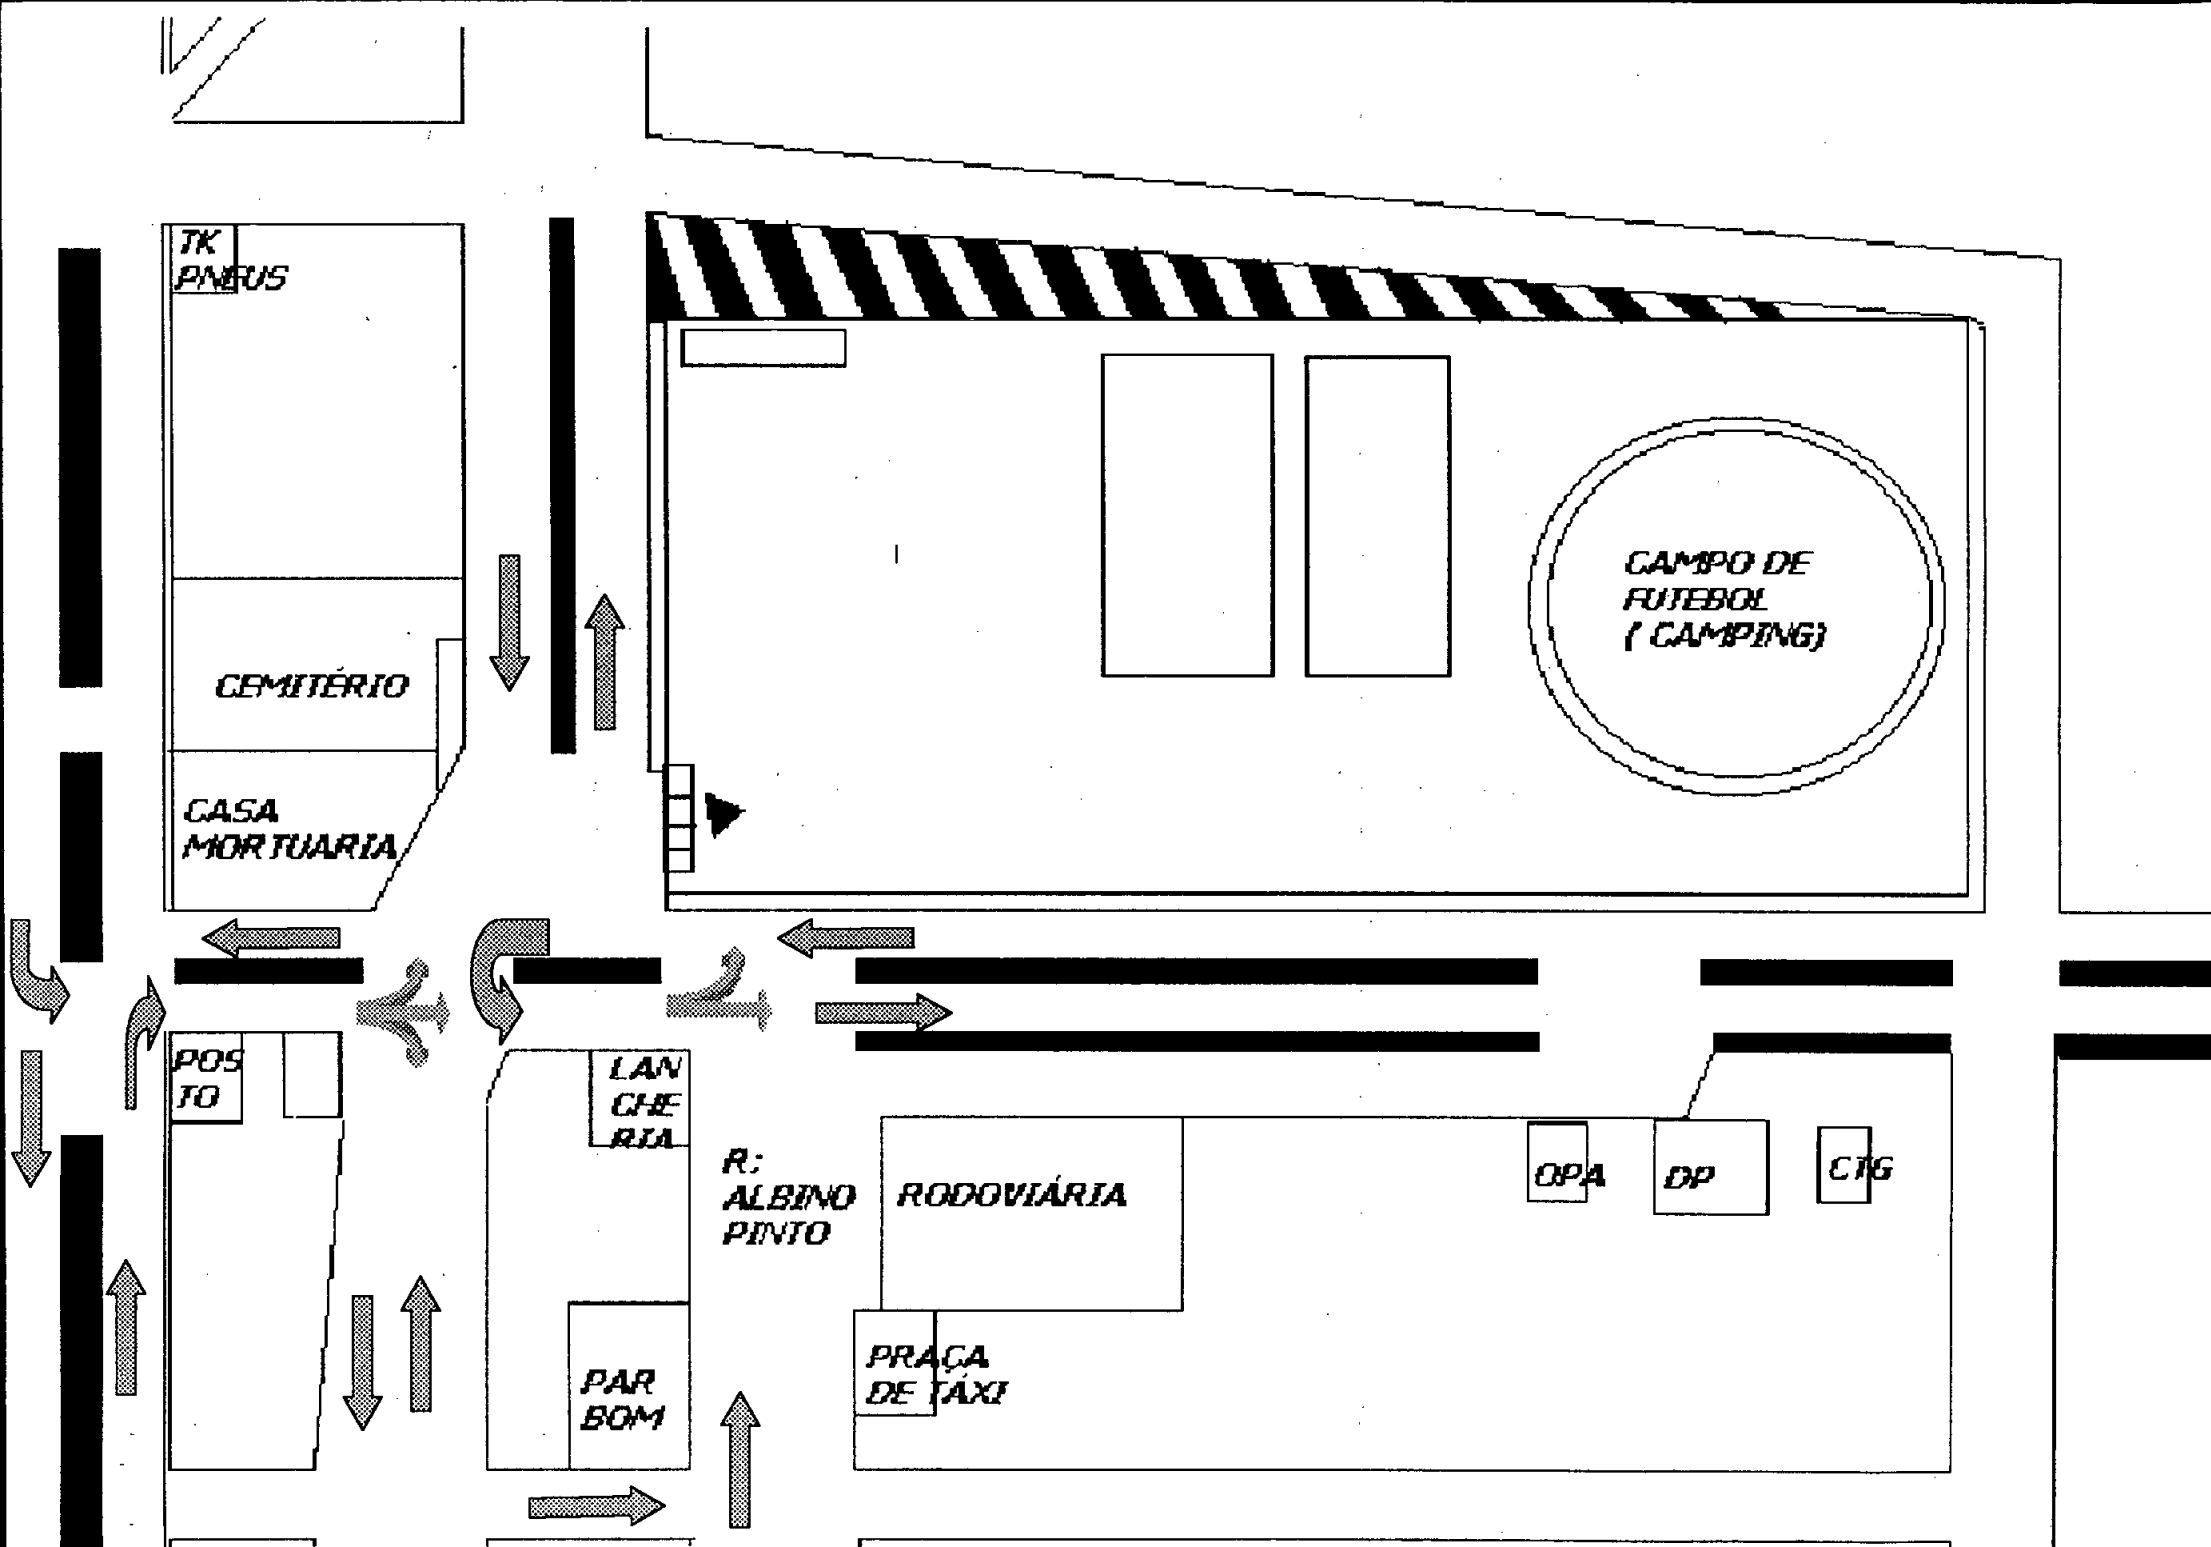 TK
PNEUS
CEMITÉRIO
CASA
MORTUARIA
CAMPO DE
FUTEBOL
( CAMPING)
POS
TO
LAN
CHE
RIA
R:
ALBINO
PINTO
RODOVIÁRIA
OPA
DP
CTG
PAR
BOM
PRAÇA
DE TÁXI